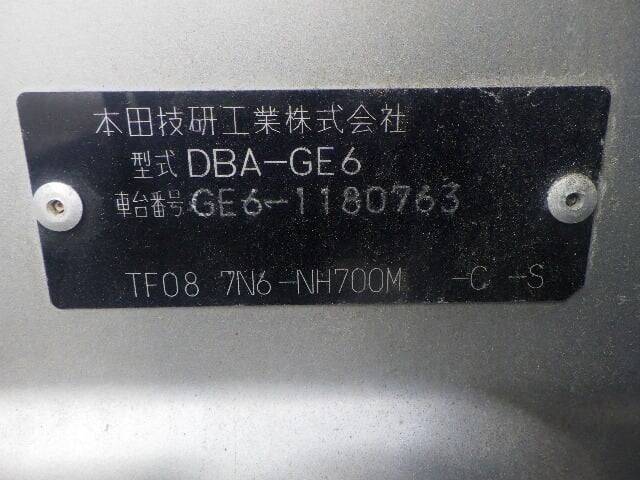 本田技研工業株式会社
型式 DBA-GE6
車台番号 GE6-1180763
TF08 7N6-NH700M -C -S